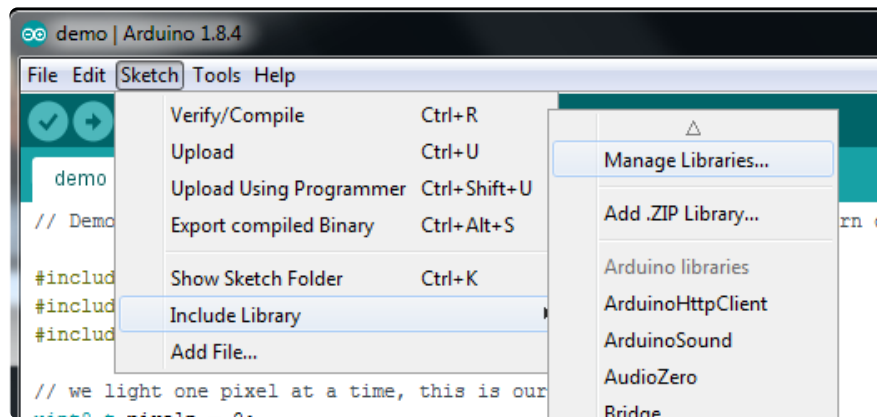 demo | Arduino 1.8.4
File Edit Sketch Tools Help
Verify/Compile Ctrl+R
Upload Ctrl+U
Upload Using Programmer Ctrl+Shift+U
Export compiled Binary Ctrl+Alt+S
Show Sketch Folder Ctrl+K
Include Library
Add File...
Manage Libraries...
Add .ZIP Library...
Arduino libraries
ArduinoHttpClient
ArduinoSound
AudioZero
Bridge
demo
// Demo
#includ
#includ
#includ
// we light one pixel at a time, this is our